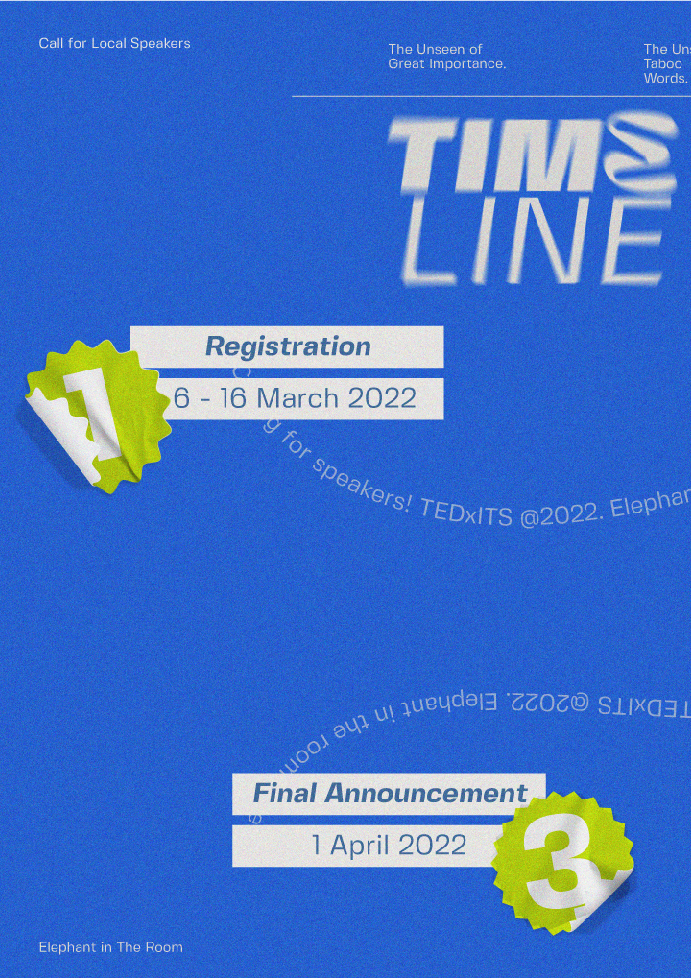 Call for Local Speakers
The Unseen of
Great Importance.
The Uns
Taboo
Words.
TIME
LINE
1
Registration
6 - 16 March 2022
g for speakers! TEDxITS @2022. Elephan
TEDxITS @2022. Elephant in the room
Final Announcement
1 April 2022
3
Elephant in The Room